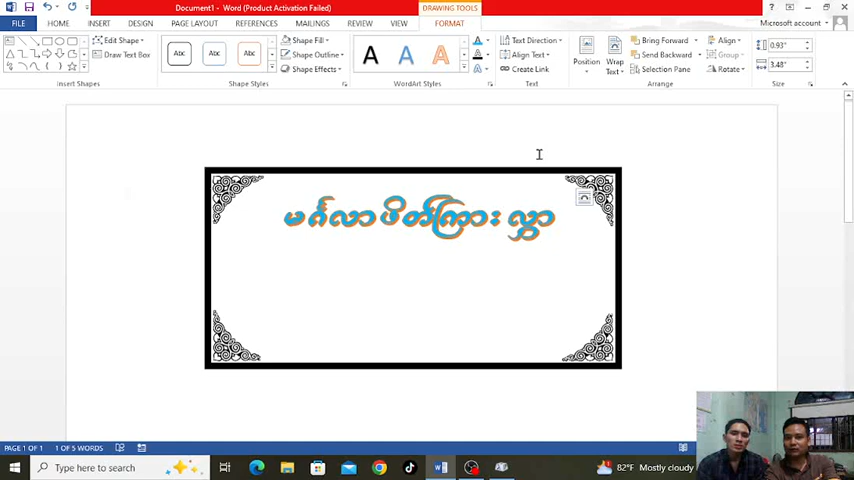 Document1 - Word (Product Activation Failed)
DRAWING TOOLS
FILE
HOME
INSERT
DESIGN
PAGE LAYOUT
REFERENCES
MAILINGS
REVIEW
VIEW
FORMAT
Microsoft account
Edit Shape
Draw Text Box
Insert Shapes
Abc
Abc
Abc
Shape Fill
Shape Outline
Shape Effects
Shape Styles
A
A
A
WordArt Styles
Text Direction
Align Text
Create Link
Text
Position
Wrap Text
Bring Forward
Send Backward
Selection Pane
Align
Group
Rotate
Arrange
0.93"
3.48"
Size
မင်္ဂလာဖိတ်ကြားလွှာ
PAGE 1 OF 1
1 OF 5 WORDS
Type here to search
82°F Mostly cloudy